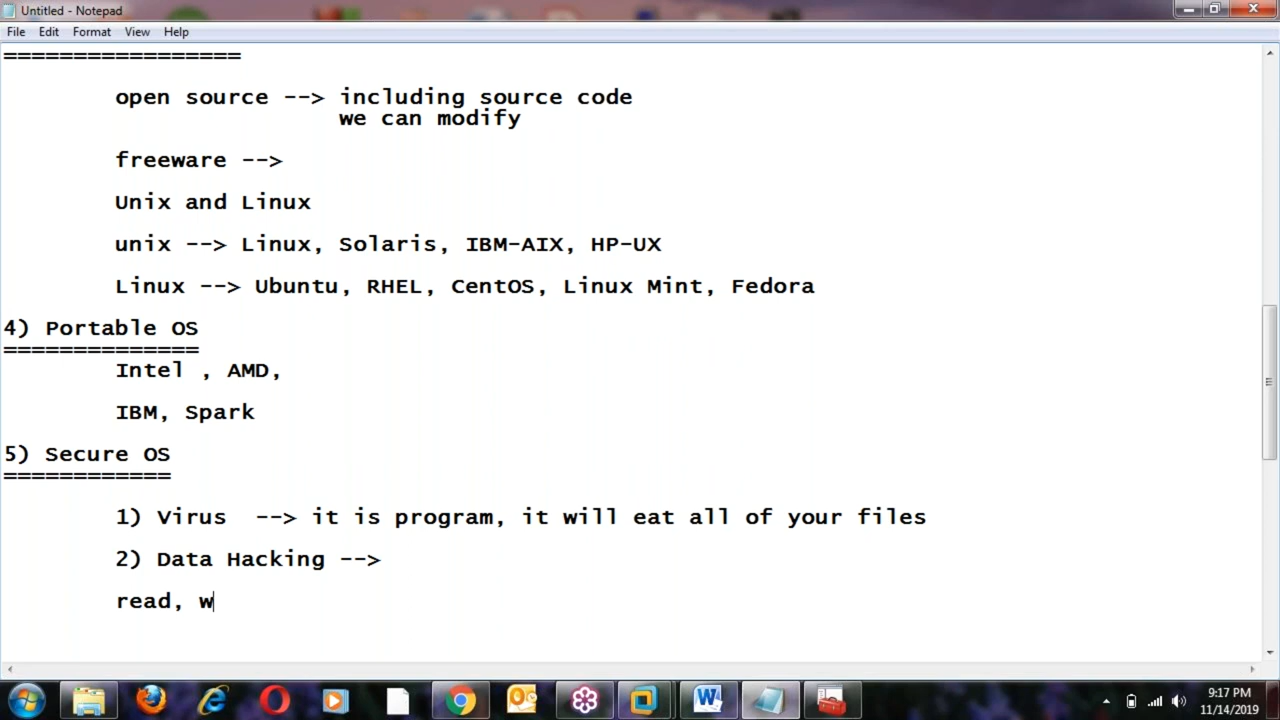 Untitled - Notepad
File Edit Format View Help
=================
open source --> including source code
we can modify
freeware -->
Unix and Linux
unix --> Linux, Solaris, IBM-AIX, HP-UX
Linux --> Ubuntu, RHEL, CentOS, Linux Mint, Fedora
4) Portable OS
==============
Intel , AMD,
IBM, Spark
5) Secure OS
============
1) Virus --> it is program, it will eat all of your files
2) Data Hacking -->
read, w
9:17 PM
11/14/2019